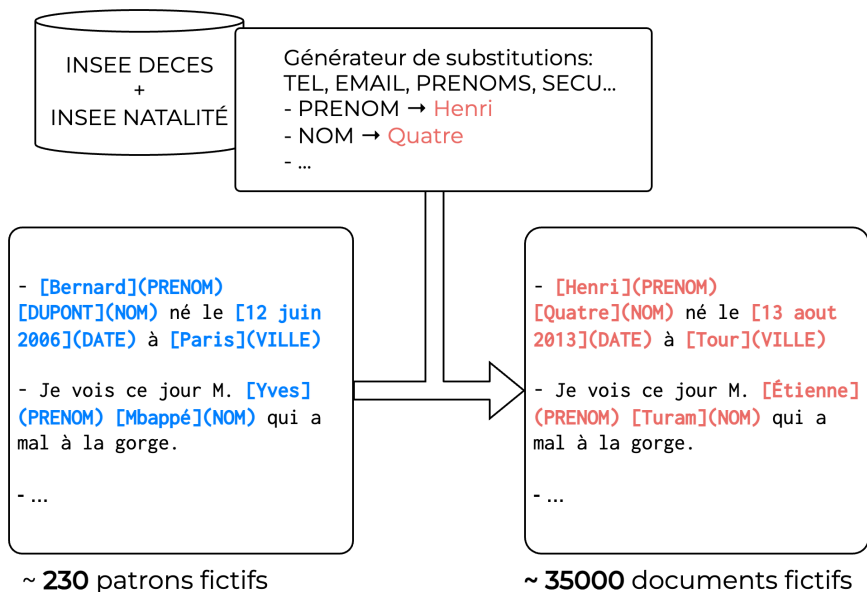 INSEE DECES
+
INSEE NATALITÉ
Générateur de substitutions:
TEL, EMAIL, PRENOMS, SECU...
- PRENOM → Henri
- NOM → Quatre
- ...
- [Bernard](PRENOM)
[DUPONT](NOM) né le [12 juin
2006](DATE) à [Paris](VILLE)
- Je vois ce jour M. [Yves]
(PRENOM) [Mbappé](NOM) qui a
mal à la gorge.
- ...
~ 230 patrons fictifs
- [Henri](PRENOM)
[Quatre](NOM) né le [13 aout
2013](DATE) à [Tour](VILLE)
- Je vois ce jour M. [Étienne]
(PRENOM) [Turam](NOM) qui a
mal à la gorge.
- ...
~ 35000 documents fictifs